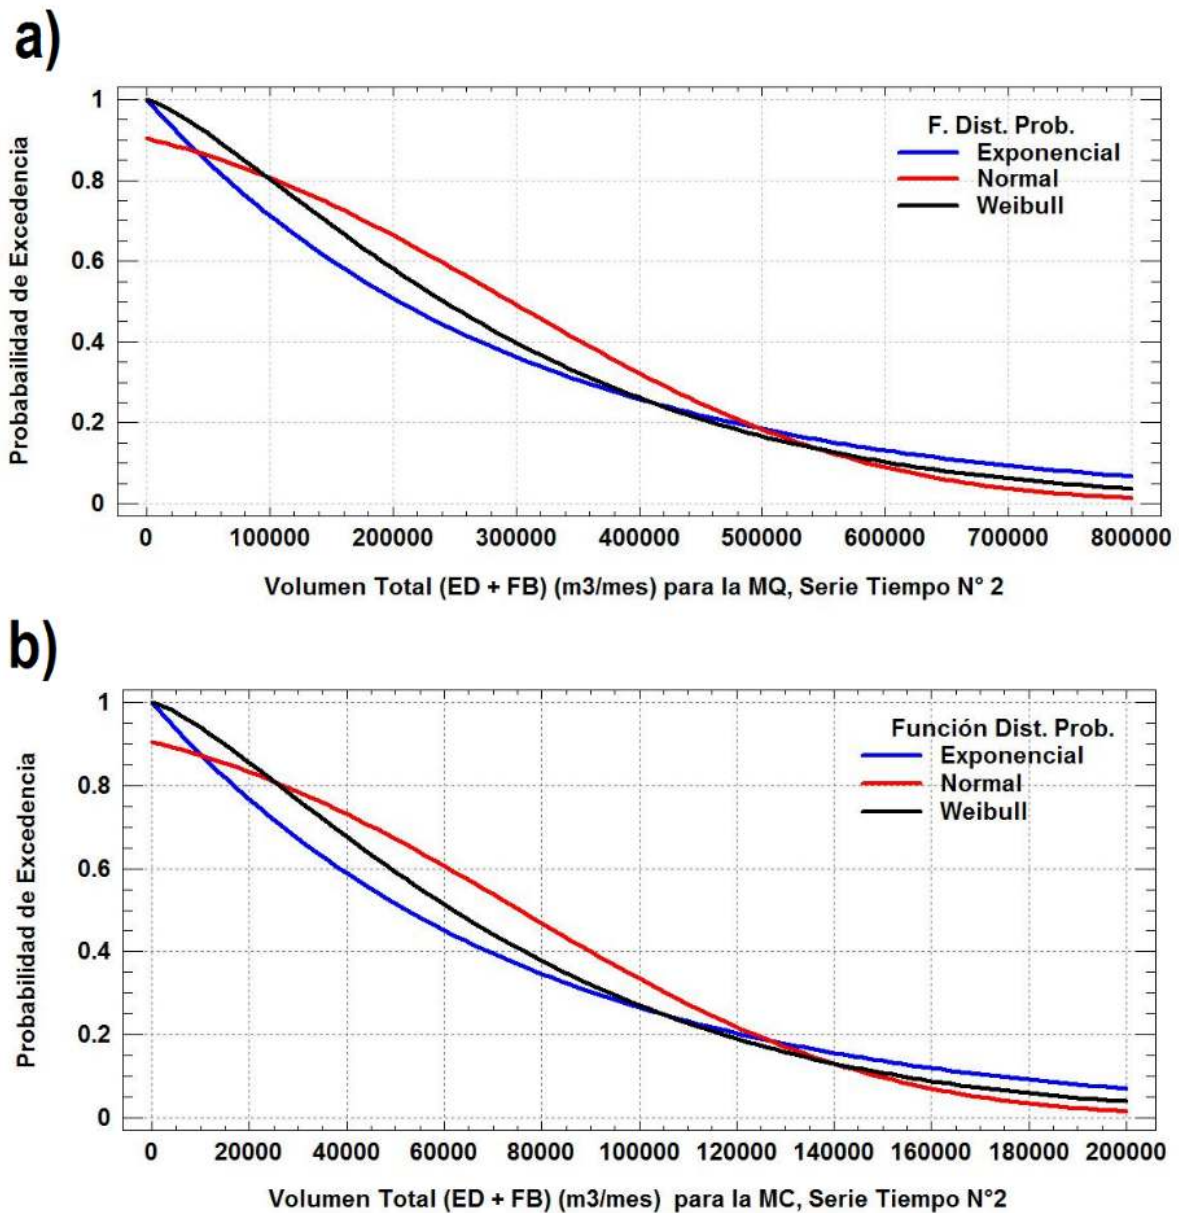 a)
F. Dist. Prob.
Exponencial
Normal
Weibull
Probabailidad de Excedencia
1
0.8
0.6
0.4
0.2
0
0 100000 200000 300000 400000 500000 600000 700000 800000
Volumen Total (ED + FB) (m3/mes) para la MQ, Serie Tiempo N° 2
b)
Función Dist. Prob.
Exponencial
Normal
Weibull
Probabilidad de Excedencia
1
0.8
0.6
0.4
0.2
0
0 20000 40000 60000 80000 100000 120000 140000 160000 180000 200000
Volumen Total (ED + FB) (m3/mes) para la MC, Serie Tiempo N°2